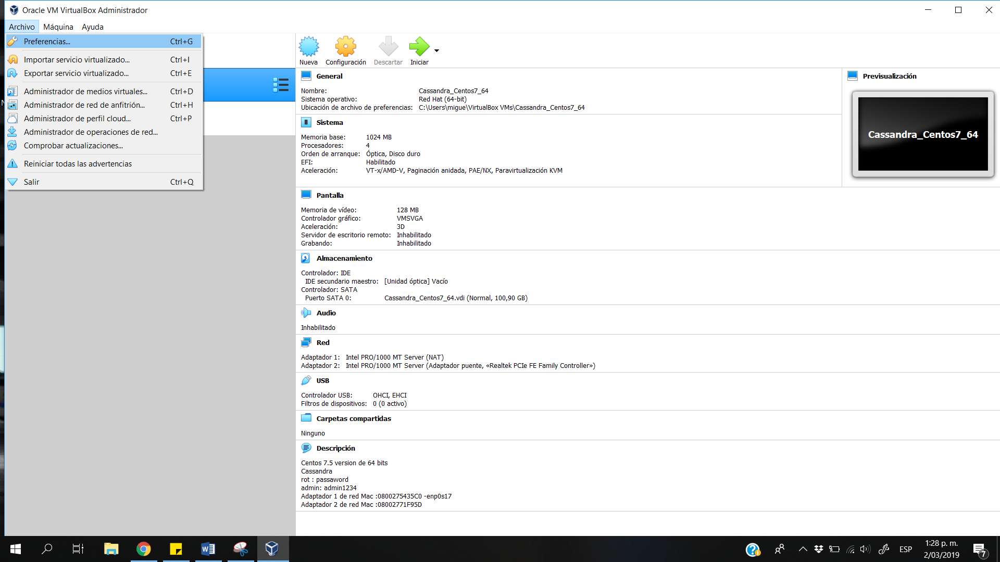 Oracle VM VirtualBox Administrador
Archivo Máquina Ayuda
Preferencias... Ctrl+G
Importar servicio virtualizado... Ctrl+I
Exportar servicio virtualizado... Ctrl+E
Administrador de medios virtuales... Ctrl+D
Administrador de red de anfitrión... Ctrl+H
Administrador de perfil cloud... Ctrl+P
Administrador de operaciones de red...
Comprobar actualizaciones...
Reiniciar todas las advertencias
Salir Ctrl+Q
Nueva Configuración Descartar Iniciar
General
Nombre: Cassandra_Centos7_64
Sistema operativo: Red Hat (64-bit)
Ubicación de archivo de preferencias: C:\Users\migue\VirtualBox VMs\Cassandra_Centos7_64
Previsualización
Cassandra_Centos7_64
Sistema
Memoria base: 1024 MB
Procesadores: 4
Orden de arranque: Óptica, Disco duro
EFI: Habilitado
Aceleración: VT-x/AMD-V, Paginación anidada, PAE/NX, Paravirtualización KVM
Pantalla
Memoria de vídeo: 128 MB
Controlador gráfico: VMSVGA
Aceleración: 3D
Servidor de escritorio remoto: Inhabilitado
Grabando: Inhabilitado
Almacenamiento
Controlador: IDE
IDE secundario maestro: [Unidad óptica] Vacío
Controlador: SATA
Puerto SATA 0: Cassandra_Centos7_64.vdi (Normal, 100,90 GB)
Audio
Inhabilitado
Red
Adaptador 1: Intel PRO/1000 MT Server (NAT)
Adaptador 2: Intel PRO/1000 MT Server (Adaptador puente, «Realtek PCIe FE Family Controller»)
USB
Controlador USB: OHCI, EHCI
Filtros de dispositivos: 0 (0 activo)
Carpetas compartidas
Ninguno
Descripción
Centos 7.5 version de 64 bits
Cassandra
rot : passaword
admin: admin1234
Adaptador 1 de red Mac :0800275435C0 -enp0s17
Adaptador 2 de red Mac :08002771F95D
ESP
1:28 p. m.
2/03/2019
7